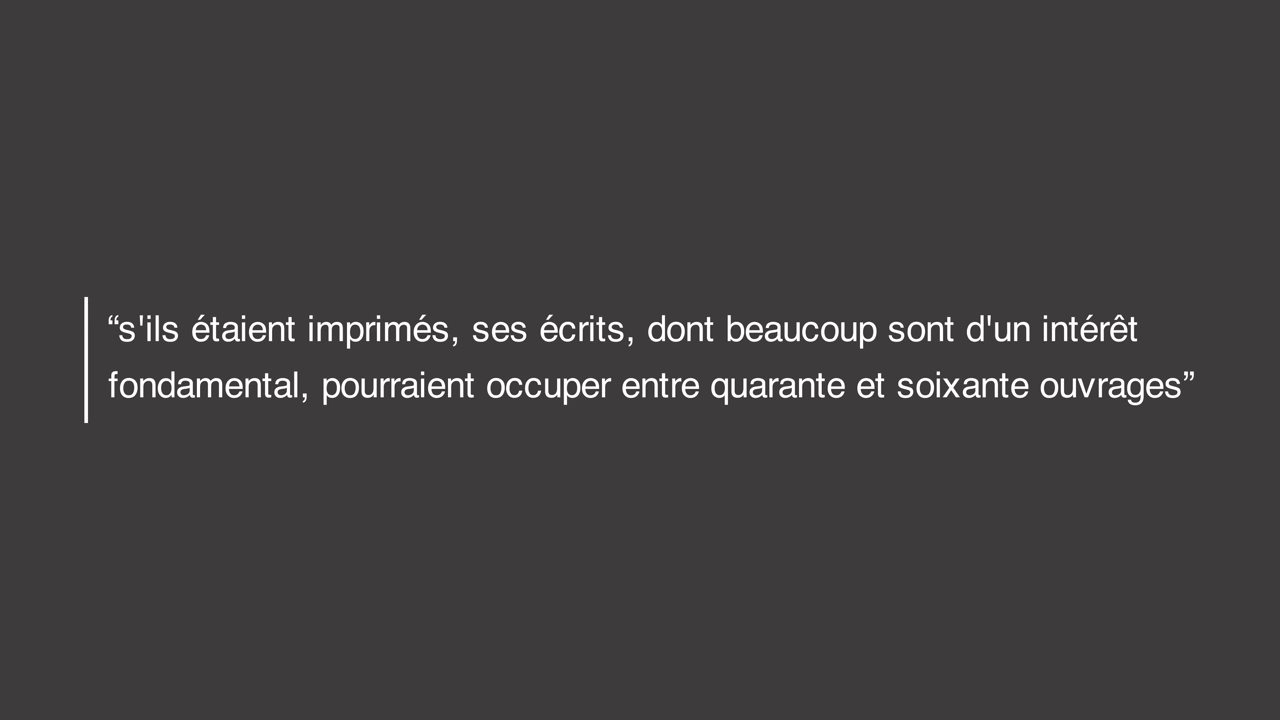 “s'ils étaient imprimés, ses écrits, dont beaucoup sont d'un intérêt
fondamental, pourraient occuper entre quarante et soixante ouvrages”